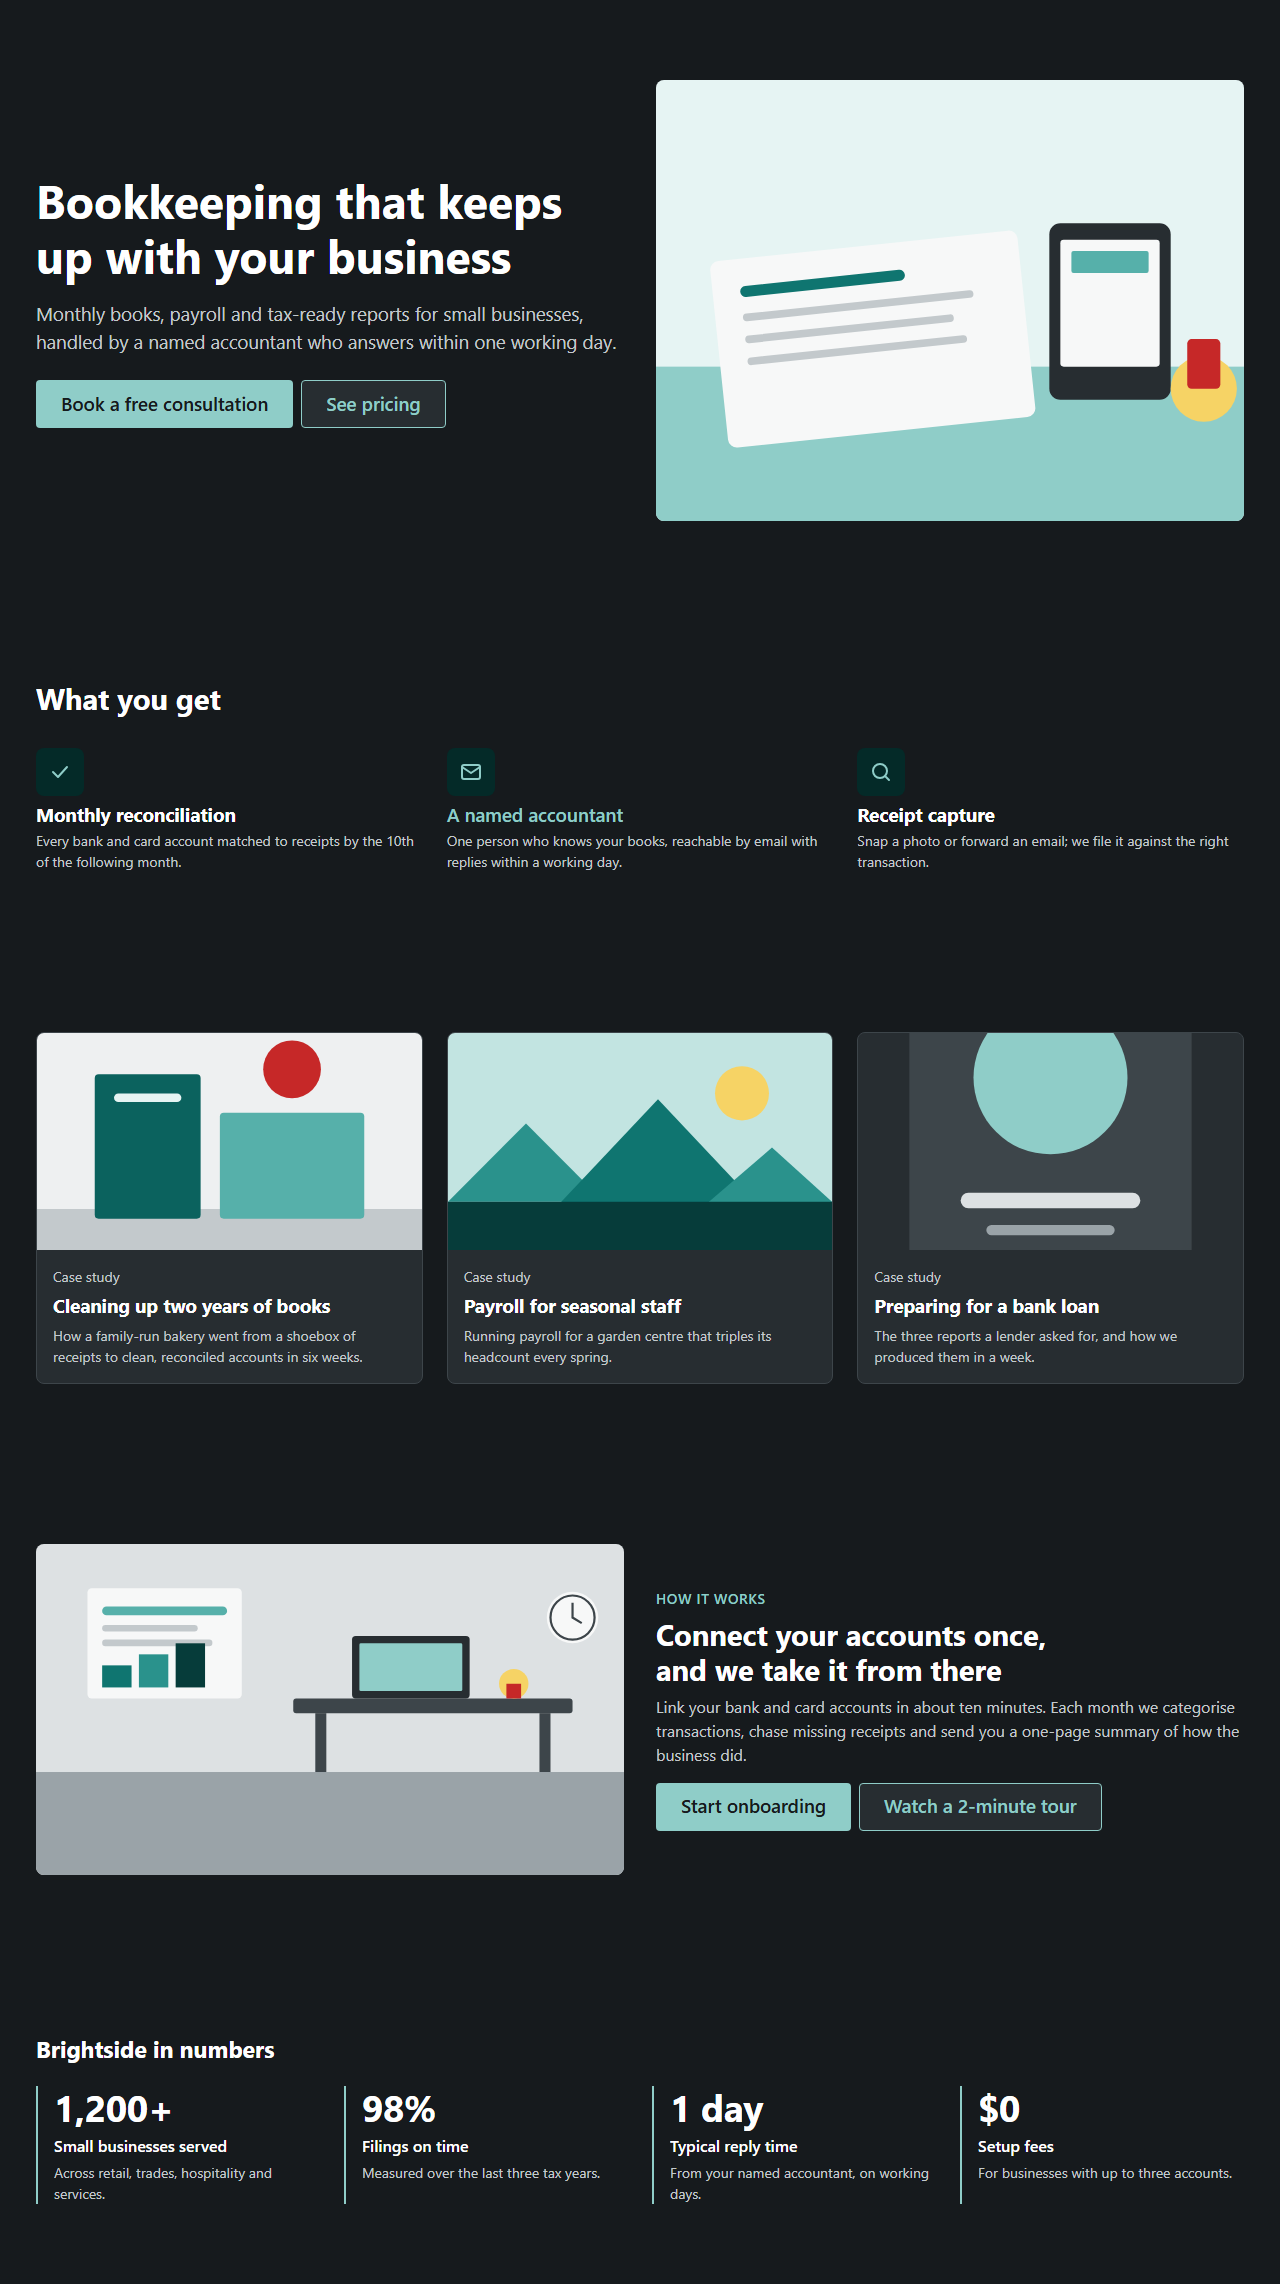 Bookkeeping that keeps
up with your business
Monthly books, payroll and tax-ready reports for small businesses,
handled by a named accountant who answers within one working day.
Book a free consultation
See pricing
What you get
Monthly reconciliation
Every bank and card account matched to receipts by the 10th
of the following month.
A named accountant
One person who knows your books, reachable by email with
replies within a working day.
Receipt capture
Snap a photo or forward an email; we file it against the right
transaction.
Case study
Cleaning up two years of books
How a family-run bakery went from a shoebox of
receipts to clean, reconciled accounts in six weeks.
Case study
Payroll for seasonal staff
Running payroll for a garden centre that triples its
headcount every spring.
Case study
Preparing for a bank loan
The three reports a lender asked for, and how we
produced them in a week.
HOW IT WORKS
Connect your accounts once,
and we take it from there
Link your bank and card accounts in about ten minutes. Each month we categorise
transactions, chase missing receipts and send you a one-page summary of how the
business did.
Start onboarding
Watch a 2-minute tour
Brightside in numbers
1,200+
Small businesses served
Across retail, trades, hospitality and
services.
98%
Filings on time
Measured over the last three tax years.
1 day
Typical reply time
From your named accountant, on working
days.
$0
Setup fees
For businesses with up to three accounts.